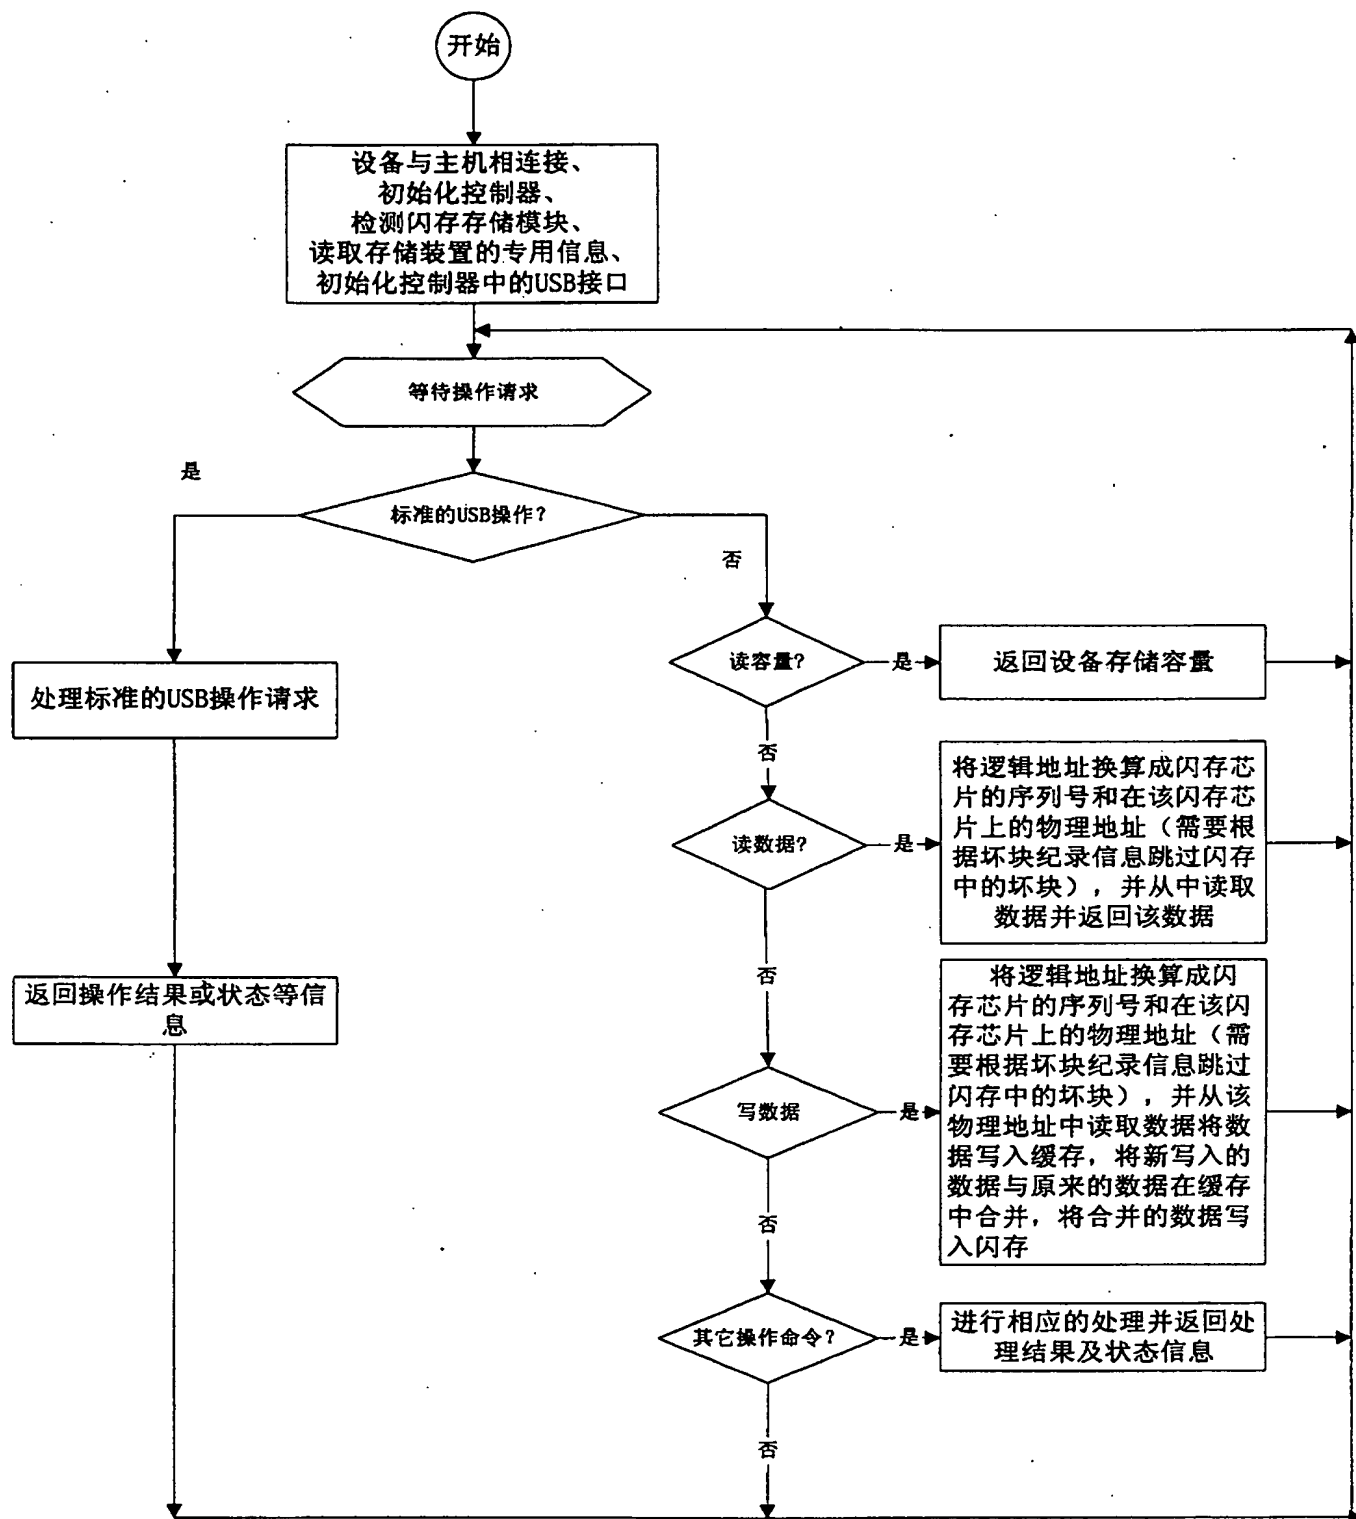 开始
设备与主机相连接、
初始化控制器、
检测闪存存储模块、
读取存储装置的专用信息、
初始化控制器中的USB接口
等待操作请求
是
标准的USB操作?
否
处理标准的USB操作请求
返回操作结果或状态等信
息
读容量?
是
返回设备存储容量
否
读数据?
是
将逻辑地址换算成闪存芯
片的序列号和在该闪存芯
片上的物理地址（需要根
据坏块纪录信息跳过闪存
中的坏块），并从中读取
数据并返回该数据
否
写数据
是
将逻辑地址换算成闪
存芯片的序列号和在该闪
存芯片上的物理地址（需
要根据坏块纪录信息跳过
闪存中的坏块），并从该
物理地址中读取数据将数
据写入缓存，将新写入的
数据与原来的数据在缓存
中合并，将合并的数据写
入闪存
否
其它操作命令?
是
进行相应的处理并返回处
理结果及状态信息
否